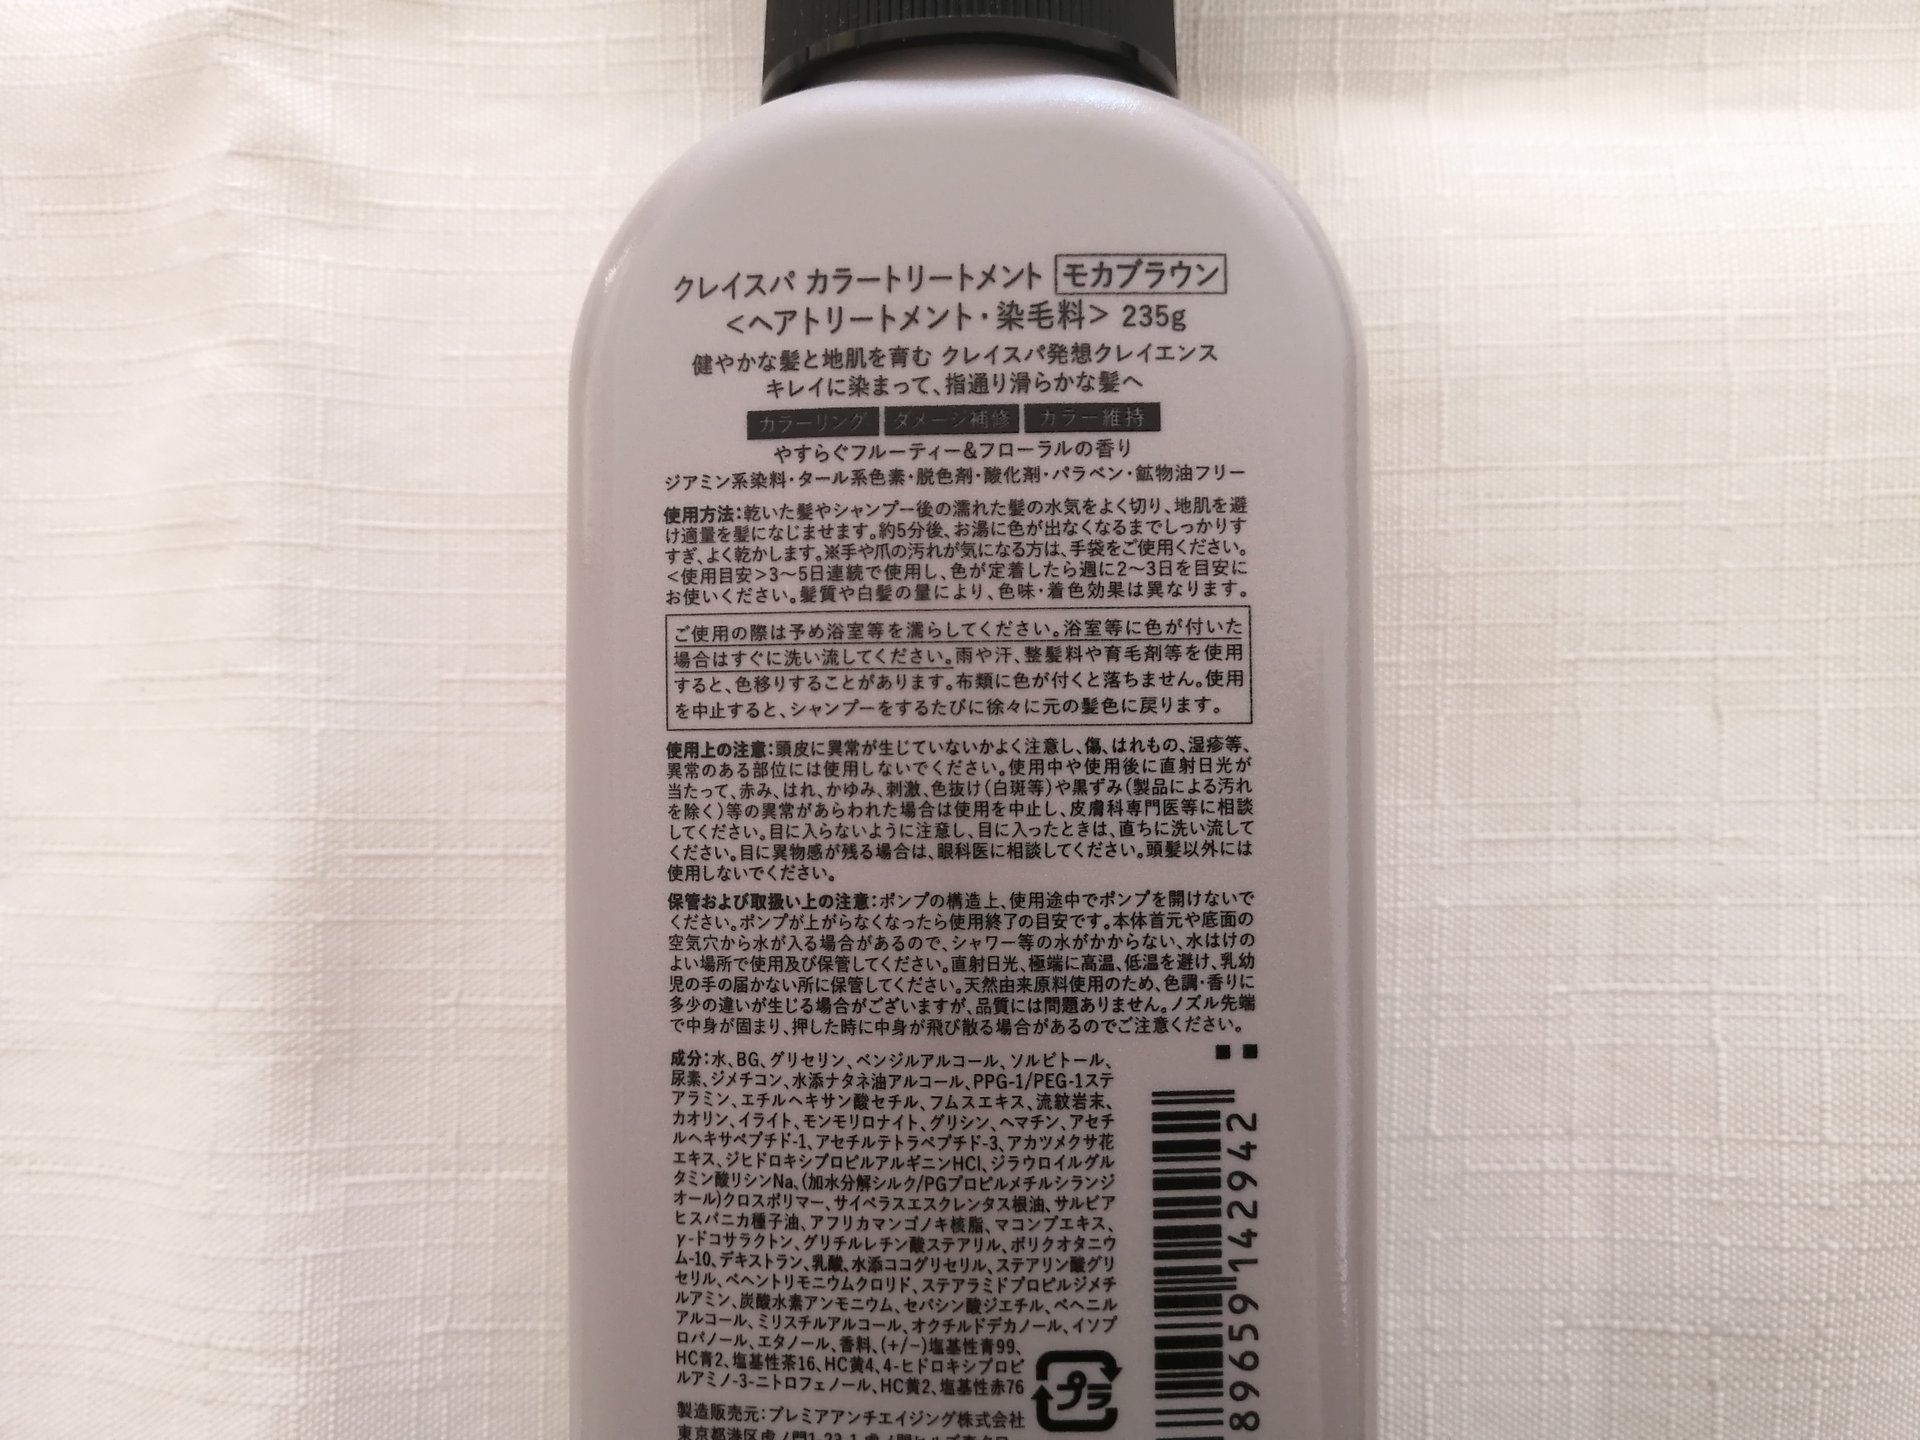 クレイスパ カラートリートメント モカブラウン
<ヘアトリートメント・染毛料> 235g
健やかな髪と地肌を育む クレイスパ発想クレイエンス
キレイに染まって、指通り滑らかな髪へ
カラーリング ダメージ補修 カラー維持
やすらぐフルーティー&フローラルの香り
ジアミン系染料・タール系色素・脱色剤・酸化剤・パラベン・鉱物油フリー
使用方法:乾いた髪やシャンプー後の濡れた髪の水気をよく切り、地肌を避
け適量を髪になじませます。約5分後、お湯に色が出なくなるまでしっかりす
すぎ、よく乾かします。※手や爪の汚れが気になる方は、手袋をご使用ください。
<使用目安>3〜5日連続で使用し、色が定着したら週に2〜3日を目安に
お使いください。髪質や白髪の量により、色味・着色効果は異なります。
ご使用の際は予め浴室等を濡らしてください。浴室等に色が付いた
場合はすぐに洗い流してください。雨や汗、整髪料や育毛剤等を使用
すると、色移りすることがあります。布類に色が付くと落ちません。使用
を中止すると、シャンプーをするたびに徐々に元の髪色に戻ります。
使用上の注意:頭皮に異常が生じていないかよく注意し、傷、はれもの、湿疹等、
異常のある部位には使用しないでください。使用中や使用後に直射日光が
当たって、赤み、はれ、かゆみ、刺激、色抜け(白斑等)や黒ずみ(製品による汚れ
を除く)等の異常があらわれた場合は使用を中止し、皮膚科専門医等に相談
してください。目に入らないように注意し、目に入ったときは、直ちに洗い流して
ください。目に異物感が残る場合は、眼科医に相談してください。頭髪以外には
使用しないでください。
保管および取扱い上の注意:ポンプの構造上、使用途中でポンプを開けないで
ください。ポンプが上がらなくなったら使用終了の目安です。本体首元や底面の
空気穴から水が入る場合があるので、シャワー等の水がかからない、水はけの
よい場所で使用及び保管してください。直射日光、極端に高温、低温を避け、乳幼
児の手の届かない所に保管してください。天然由来原料使用のため、色調・香りに
多少の違いが生じる場合がございますが、品質には問題ありません。ノズル先端
で中身が固まり、押した時に中身が飛び散る場合があるのでご注意ください。
成分:水、BG、グリセリン、ベンジルアルコール、ソルビトール、
尿素、ジメチコン、水添ナタネ油アルコール、PPG-1/PEG-1ステ
アラミン、エチルヘキサン酸セチル、フムスエキス、流紋岩末、
カオリン、イライト、モンモリロナイト、グリシン、ヘマチン、アセチ
ルヘキサペプチド-1、アセチルテトラペプチド-3、アカツメクサ花
エキス、ジヒドロキシプロピルアルギニンHCl、ジラウロイルグル
タミン酸リシンNa、(加水分解シルク/PGプロピルメチルシランジ
オール)クロスポリマー、サイペラスエスクレンタス根油、サルビア
ヒスパニカ種子油、アフリカマンゴノキ核脂、マコンブエキス、
γ-ドコサラクトン、グリチルレチン酸ステアリル、ポリクオタニウ
ム-10、デキストラン、乳酸、水添ココグリセリル、ステアリン酸グリ
セリル、ベヘントリモニウムクロリド、ステアラミドプロピルジメチ
ルアミン、炭酸水素アンモニウム、セバシン酸ジエチル、ベヘニル
アルコール、ミリスチルアルコール、オクチルドデカノール、イソプ
ロパノール、エタノール、香料、(+/−)塩基性青99、
HC青2、塩基性茶16、HC黄4、4-ヒドロキシプロピ
ルアミノ-3-ニトロフェノール、HC黄2、塩基性赤76
プラ
製造販売元:プレミアアンチエイジング株式会社
東京都港区虎ノ門1-23-1
89659142942